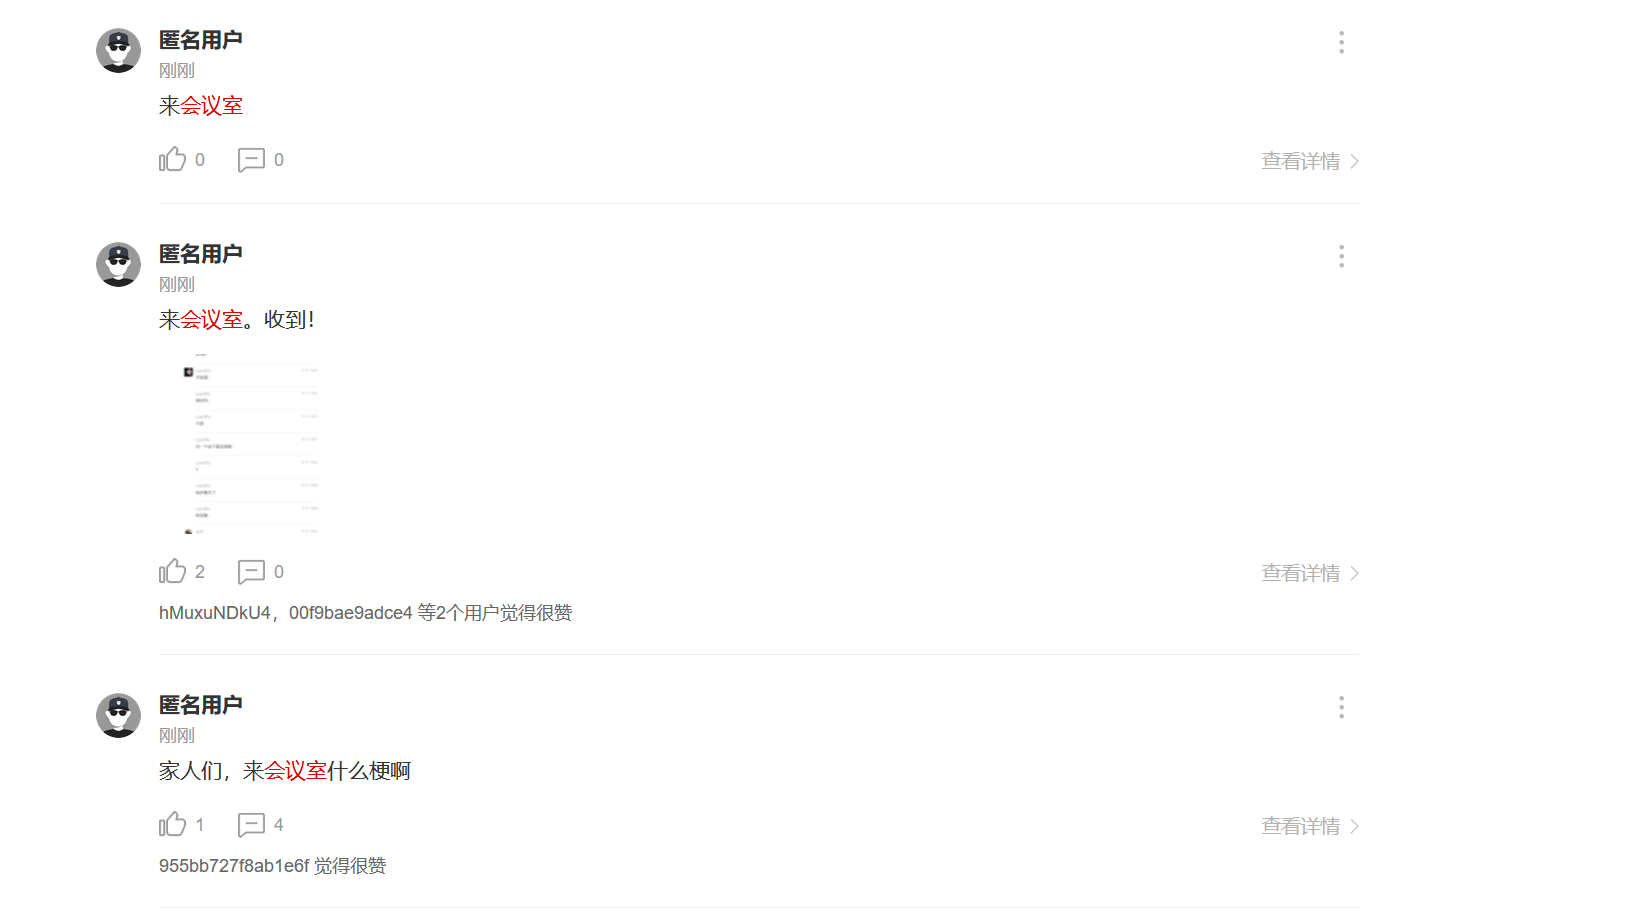 匿名用户
刚刚
来会议室
0 0 查看详情
匿名用户
刚刚
来会议室。收到！
2 0 查看详情
hMuxuNDkU4，00f9bae9adce4 等2个用户觉得很赞
匿名用户
刚刚
家人们，来会议室什么梗啊
1 4 查看详情
955bb727f8ab1e6f 觉得很赞